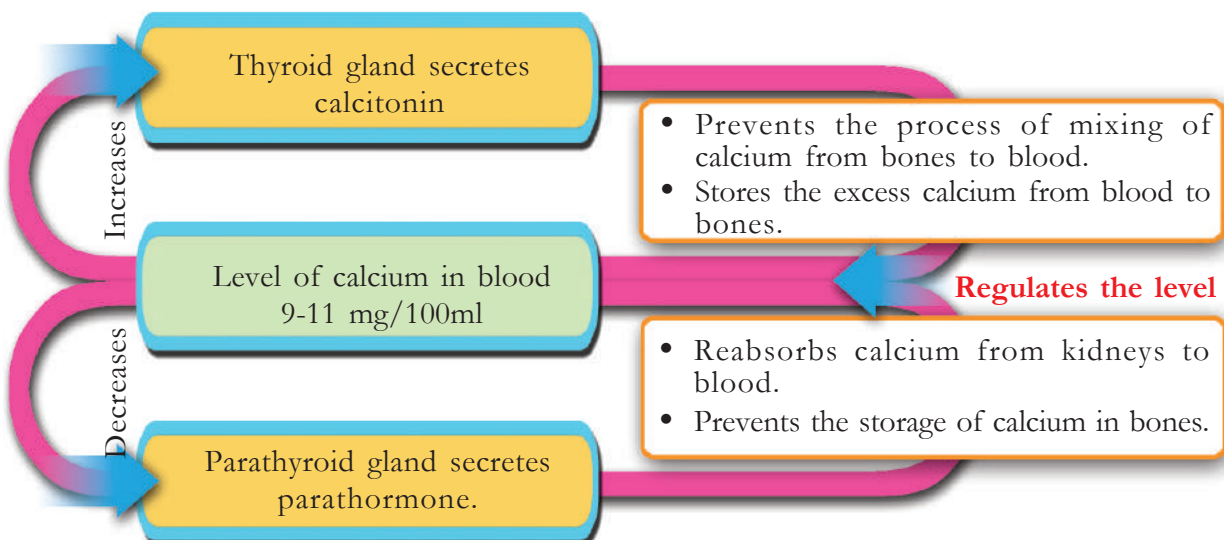 Thyroid gland secretes
calcitonin
Increases
• Prevents the process of mixing of
calcium from bones to blood.
• Stores the excess calcium from blood to
bones.
Level of calcium in blood
9-11 mg/100ml
Regulates the level
Decreases
• Reabsorbs calcium from kidneys to
blood.
• Prevents the storage of calcium in bones.
Parathyroid gland secretes
parathormone.